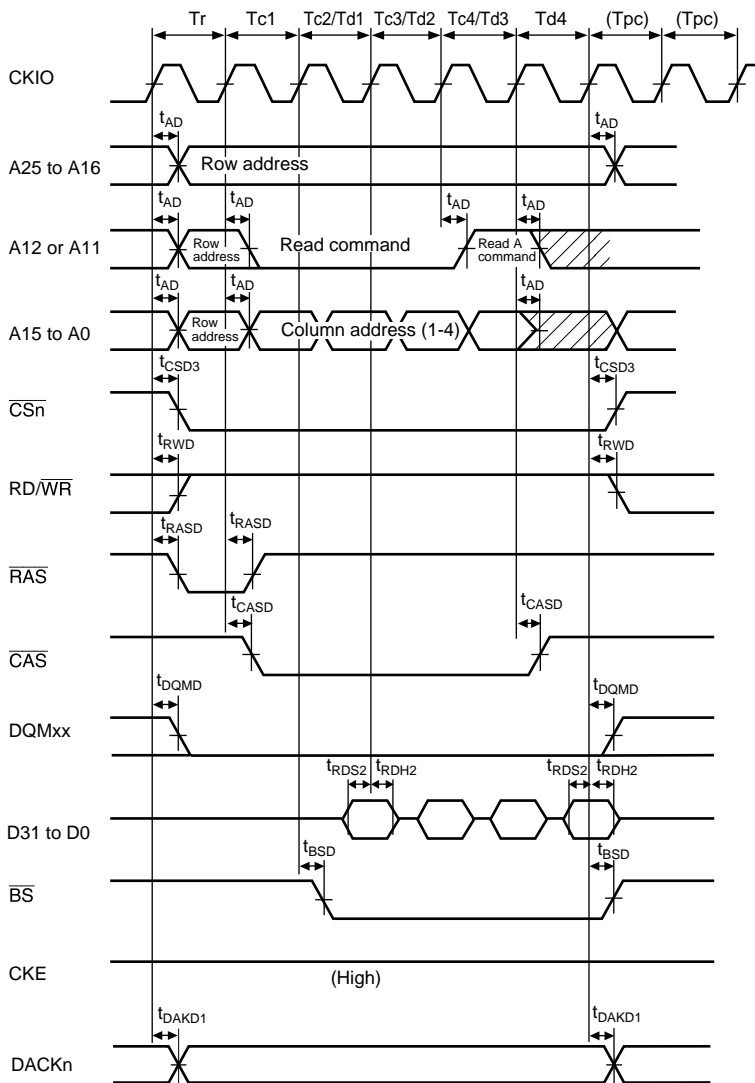 Tr Tc1 Tc2/Td1 Tc3/Td2 Tc4/Td3 Td4 (Tpc) (Tpc)
CKIO
tAD tAD
A25 to A16 Row address
tAD tAD tAD tAD
A12 or A11 Row address Read command Read A command
tAD tAD tAD
A15 to A0 Row address Column address (1-4)
tCSD3 tCSD3
CSn
tRWD tRWD
RD/WR
tRASD tRASD
RAS
tCASD tCASD
CAS
tDQMD tDQMD
DQMxx
tRDS2 tRDH2 tRDS2 tRDH2
D31 to D0
tBSD tBSD
BS
CKE (High)
tDAKD1 tDAKD1
DACKn